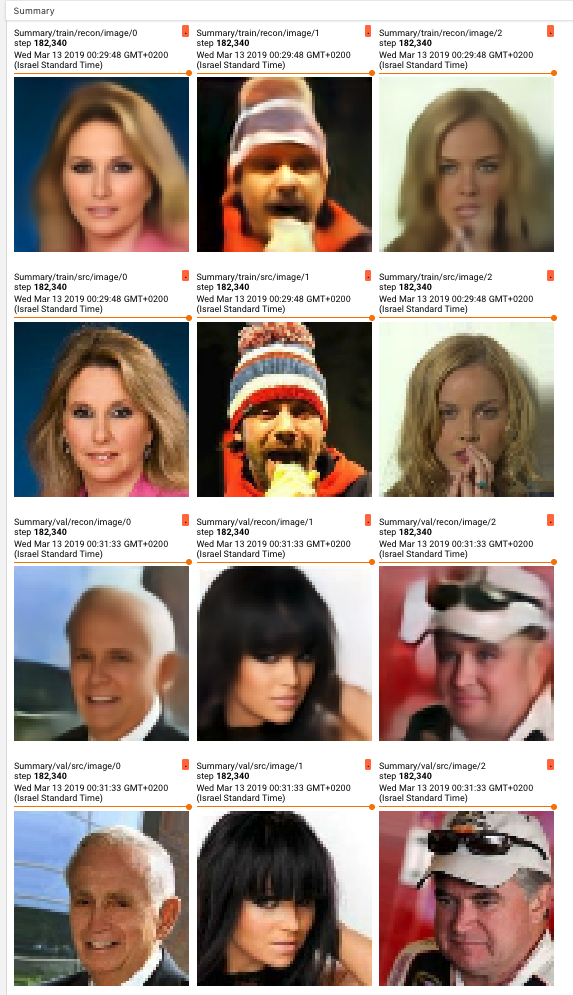 Summary
Summary/train/recon/image/0
step 182,340
Wed Mar 13 2019 00:29:48 GMT+0200
(Israel Standard Time)
Summary/train/recon/image/1
step 182,340
Wed Mar 13 2019 00:29:48 GMT+0200
(Israel Standard Time)
Summary/train/recon/image/2
step 182,340
Wed Mar 13 2019 00:29:48 GMT+0200
(Israel Standard Time)
Summary/train/src/image/0
step 182,340
Wed Mar 13 2019 00:29:48 GMT+0200
(Israel Standard Time)
Summary/train/src/image/1
step 182,340
Wed Mar 13 2019 00:29:48 GMT+0200
(Israel Standard Time)
Summary/train/src/image/2
step 182,340
Wed Mar 13 2019 00:29:48 GMT+0200
(Israel Standard Time)
Summary/val/recon/image/0
step 182,340
Wed Mar 13 2019 00:31:33 GMT+0200
(Israel Standard Time)
Summary/val/recon/image/1
step 182,340
Wed Mar 13 2019 00:31:33 GMT+0200
(Israel Standard Time)
Summary/val/recon/image/2
step 182,340
Wed Mar 13 2019 00:31:33 GMT+0200
(Israel Standard Time)
Summary/val/src/image/0
step 182,340
Wed Mar 13 2019 00:31:33 GMT+0200
(Israel Standard Time)
Summary/val/src/image/1
step 182,340
Wed Mar 13 2019 00:31:33 GMT+0200
(Israel Standard Time)
Summary/val/src/image/2
step 182,340
Wed Mar 13 2019 00:31:33 GMT+0200
(Israel Standard Time)